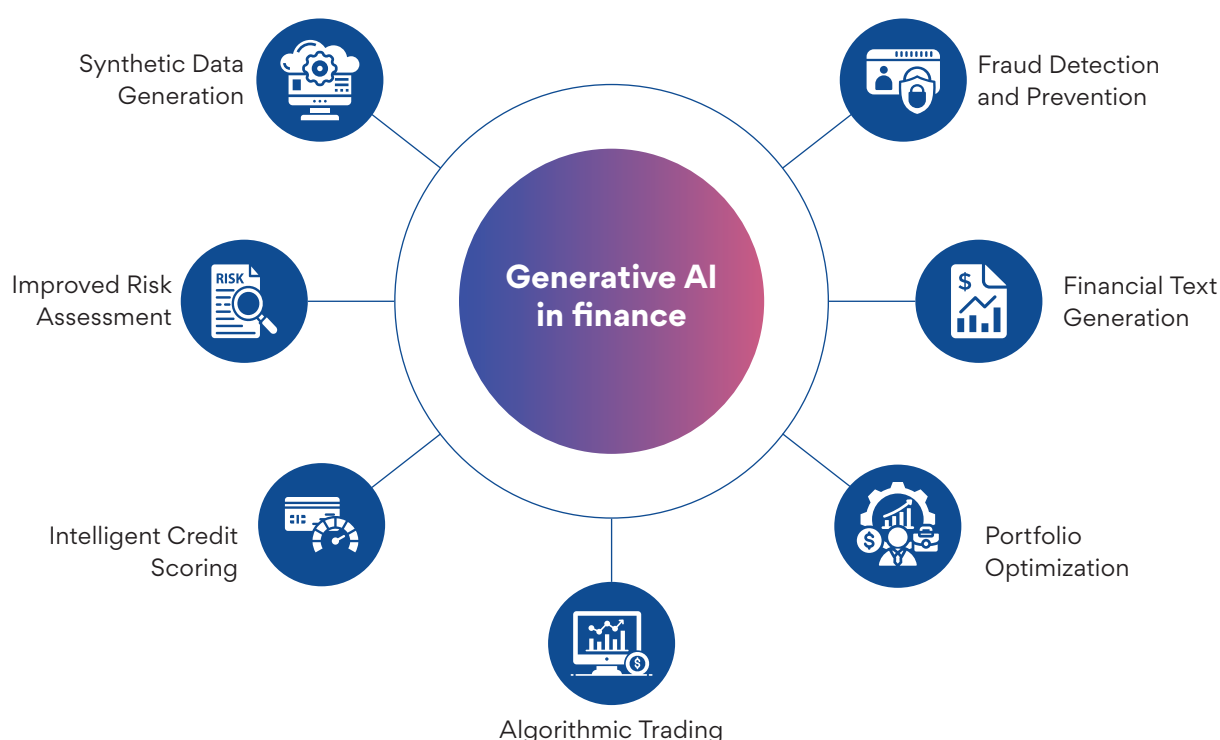 Synthetic Data
Generation
Fraud Detection
and Prevention
Improved Risk
Assessment
RISK
Generative AI
in finance
$
Financial Text
Generation
Intelligent Credit
Scoring
$
Portfolio
Optimization
$
Algorithmic Trading